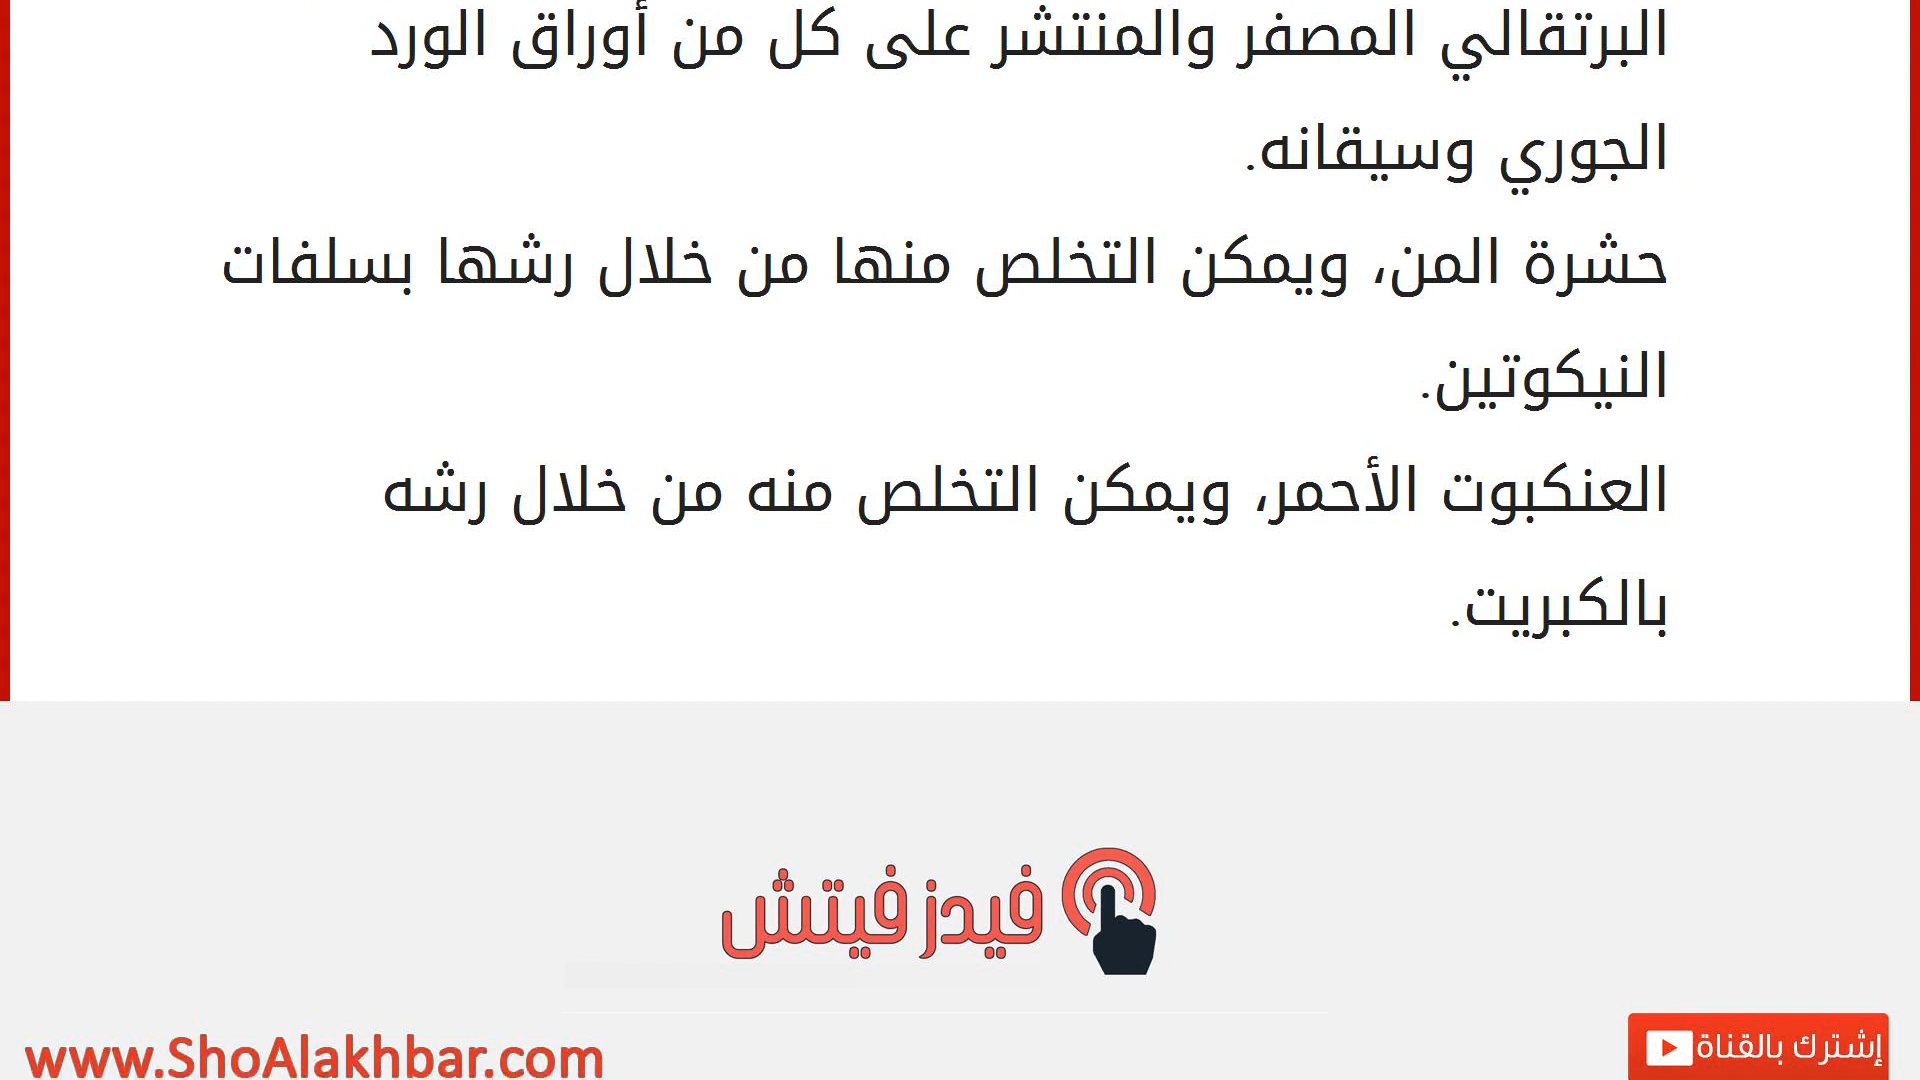 البرتقالي المصفر والمنتشر على كل من أوراق الورد
الجوري وسيقانه.
حشرة المن، ويمكن التخلص منها من خلال رشها بسلفات
النيكوتين.
العنكبوت الأحمر، ويمكن التخلص منه من خلال رشه
بالكبريت.
فيدز فيتش
www.ShoAlakhbar.com
إشترك بالقناة